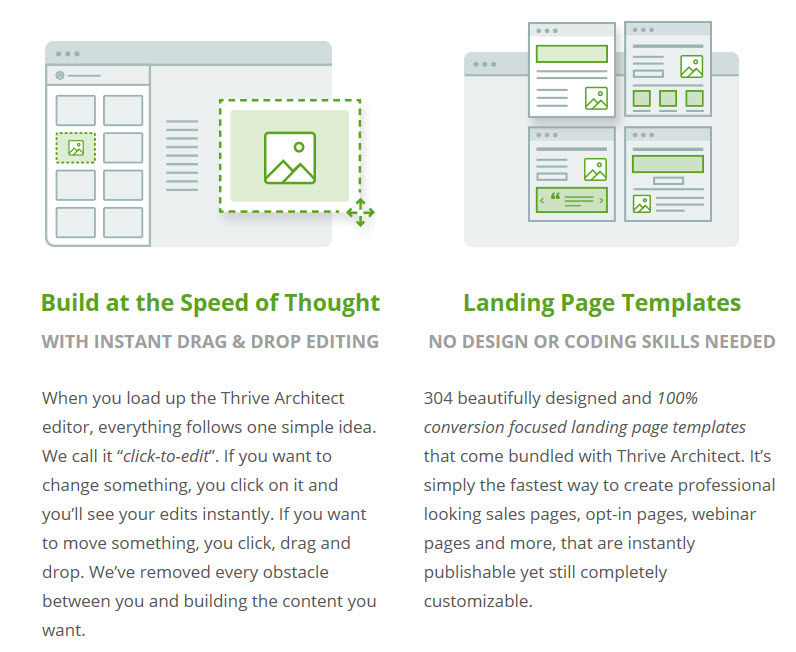 Build at the Speed of Thought
WITH INSTANT DRAG & DROP EDITING
When you load up the Thrive Architect
editor, everything follows one simple idea.
We call it “click-to-edit”. If you want to
change something, you click on it and
you’ll see your edits instantly. If you want
to move something, you click, drag and
drop. We’ve removed every obstacle
between you and building the content you
want.
Landing Page Templates
NO DESIGN OR CODING SKILLS NEEDED
304 beautifully designed and 100%
conversion focused landing page templates
that come bundled with Thrive Architect. It’s
simply the fastest way to create professional
looking sales pages, opt-in pages, webinar
pages and more, that are instantly
publishable yet still completely
customizable.